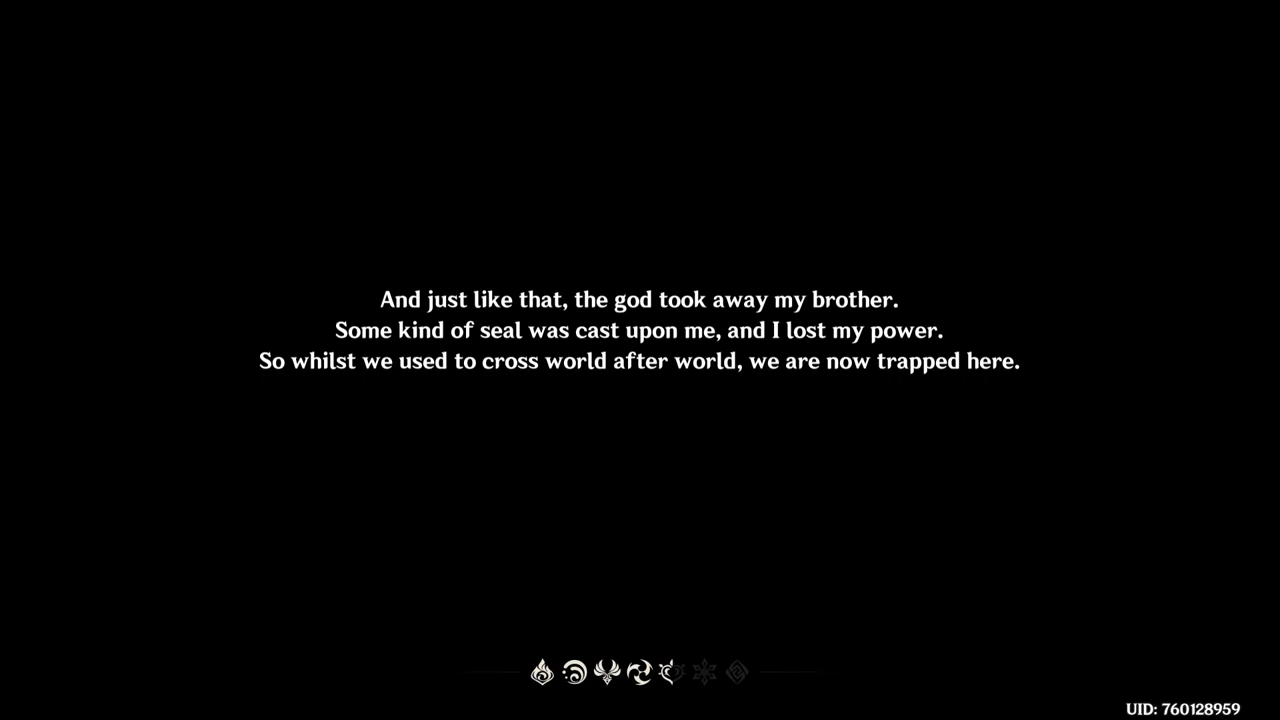 And just like that, the god took away my brother.
Some kind of seal was cast upon me, and I lost my power.
So whilst we used to cross world after world, we are now trapped here.
UID: 760128959